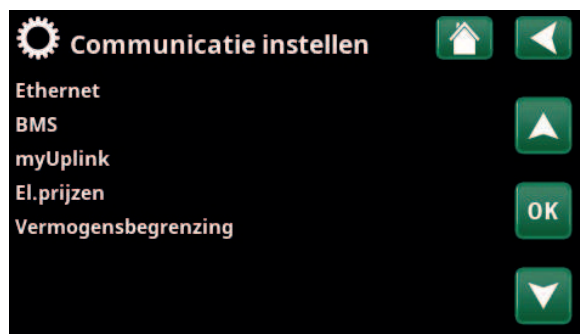 Communicatie instellen
Ethernet
BMS
myUplink
El.prijzen
Vermogensbegrenzing
OK